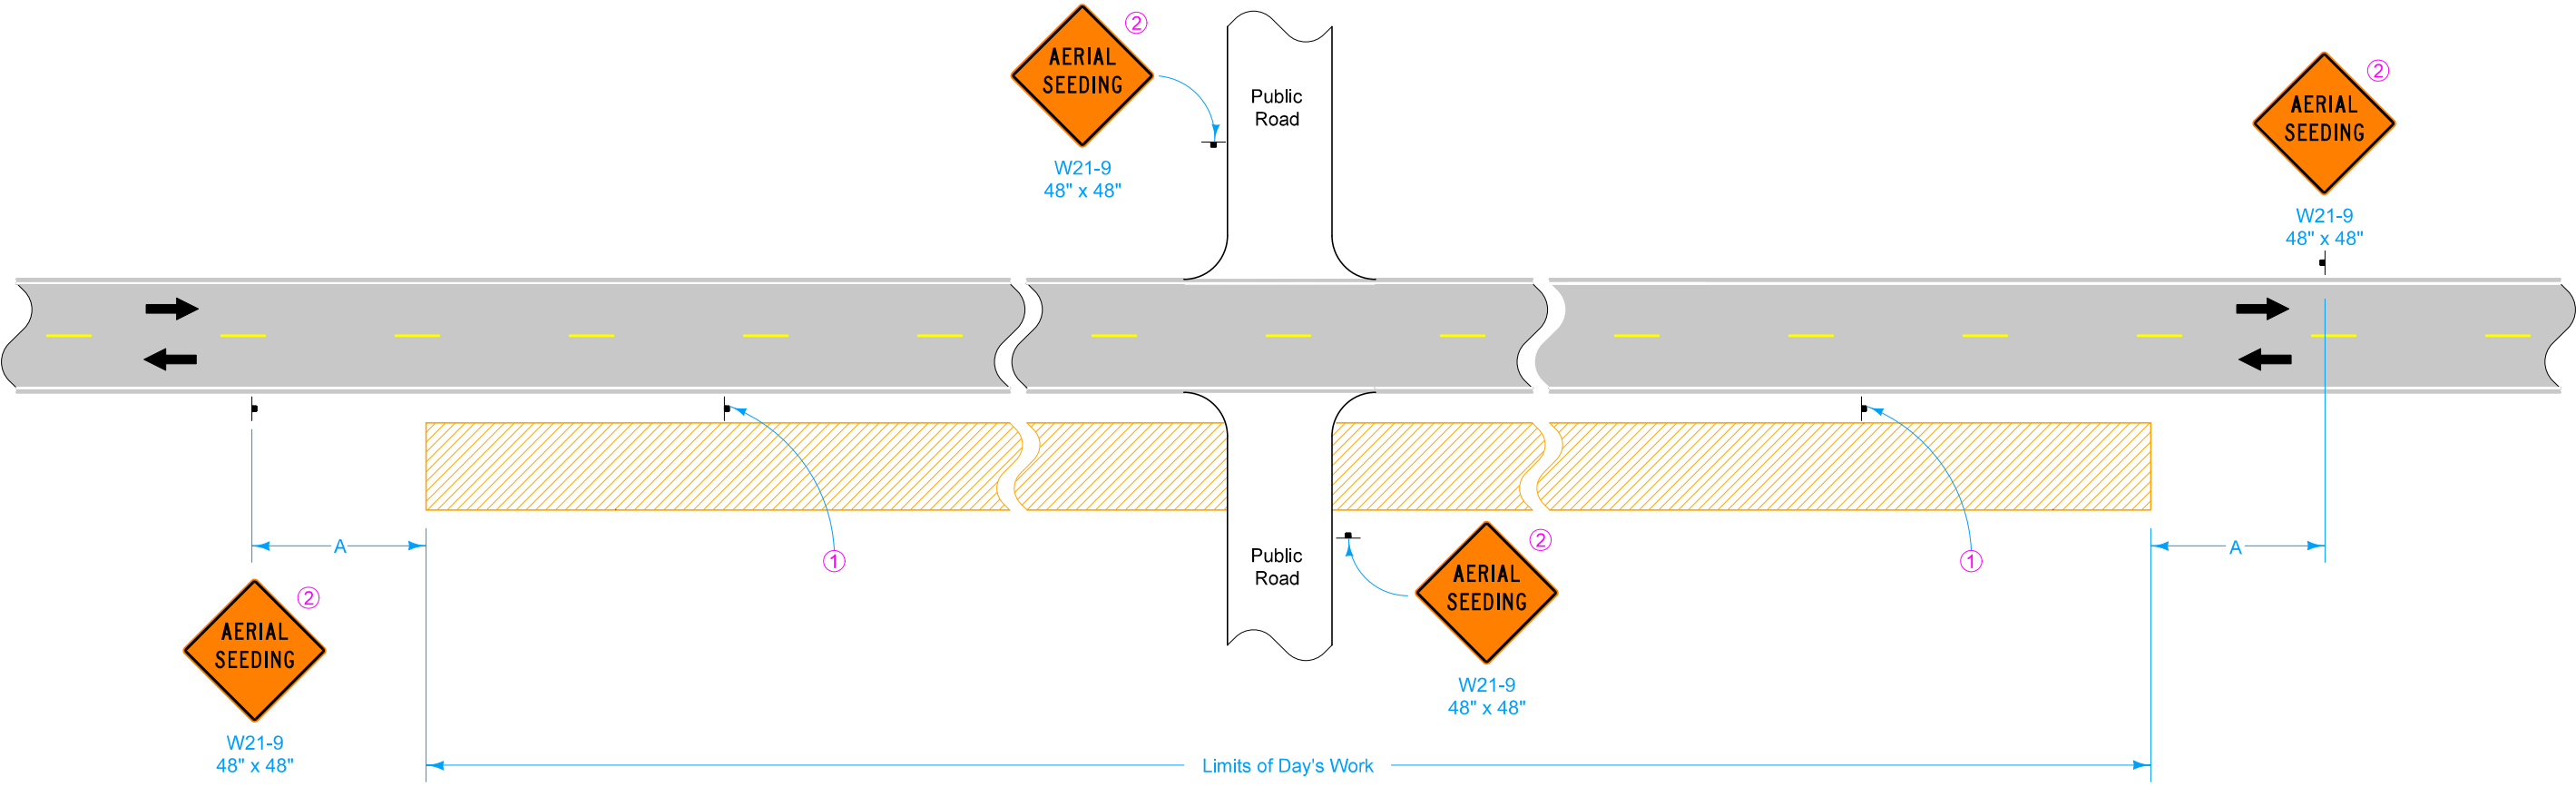 AERIAL
SEEDING
②
W21-9
48" x 48"
Public
Road
AERIAL
SEEDING
②
W21-9
48" x 48"
A
①
AERIAL
SEEDING
②
W21-9
48" x 48"
Public
Road
AERIAL
SEEDING
②
W21-9
48" x 48"
①
A
Limits of Day's Work